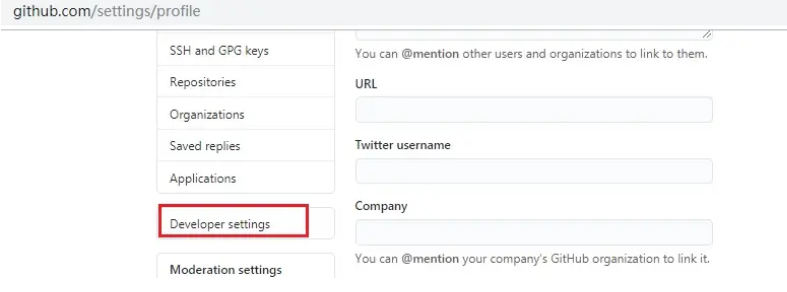 github.com/settings/profile
SSH and GPG keys
Repositories
Organizations
Saved replies
Applications
Developer settings
Moderation settings
You can @mention other users and organizations to link to them.
URL
Twitter username
Company
You can @mention your company's GitHub organization to link it.